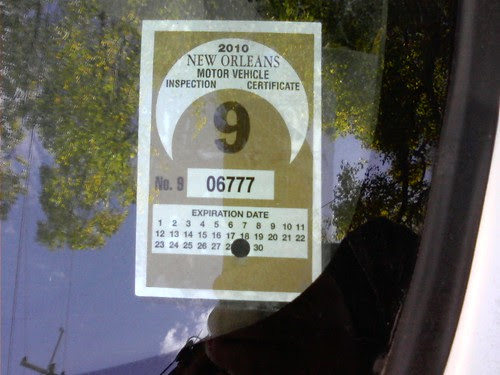 2010
NEW ORLEANS
MOTOR VEHICLE
INSPECTION CERTIFICATE
9
No. 9 06777
EXPIRATION DATE
1 2 3 4 5 6 7 8 9 10 11
12 13 14 15 16 17 18 19 20 21 22
23 24 25 26 27 30